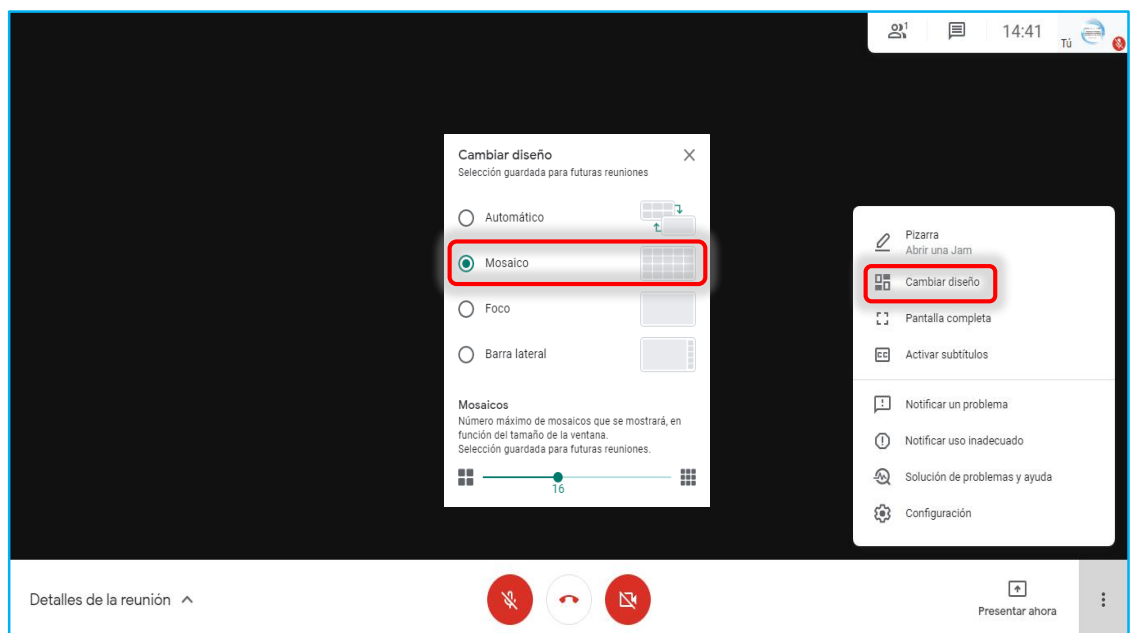 1
14:41
Tú
Cambiar diseño
Selección guardada para futuras reuniones
Automático
Mosaico
Foco
Barra lateral
Mosaicos
Número máximo de mosaicos que se mostrará, en
función del tamaño de la ventana.
Selección guardada para futuras reuniones.
16
Pizarra
Abrir una Jam
Cambiar diseño
Pantalla completa
CC
Activar subtítulos
Notificar un problema
Notificar uso inadecuado
Solución de problemas y ayuda
Configuración
Detalles de la reunión
Presentar ahora